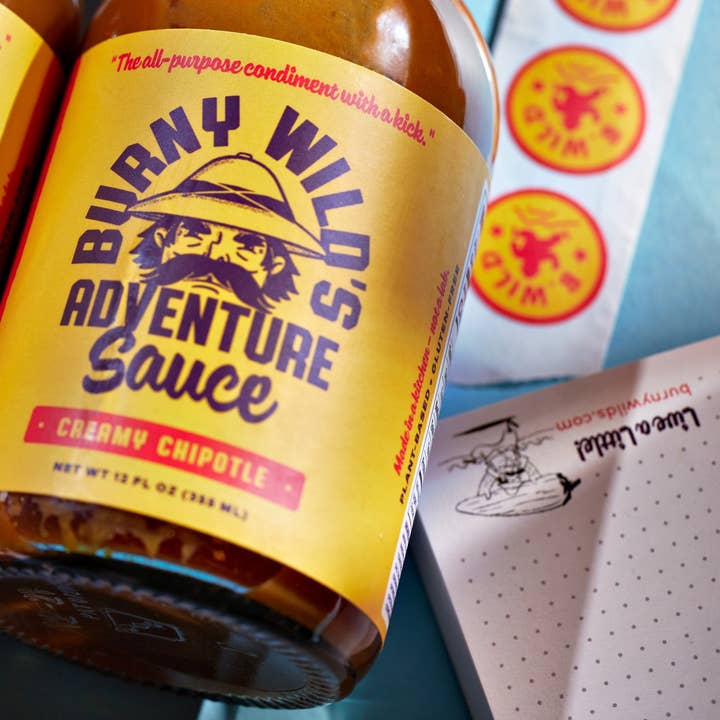 "The all-purpose condiment with a kick."
BURNY WILD'S
ADVENTURE
Sauce
CREAMY CHIPOTLE
NET WT 12 FL OZ (355 ML)
Made in a kitchen – not a lab.
PLANT-BASED • GLUTEN FREE
B. WILD
B. WILD
Live a Little!
burnywilds.com